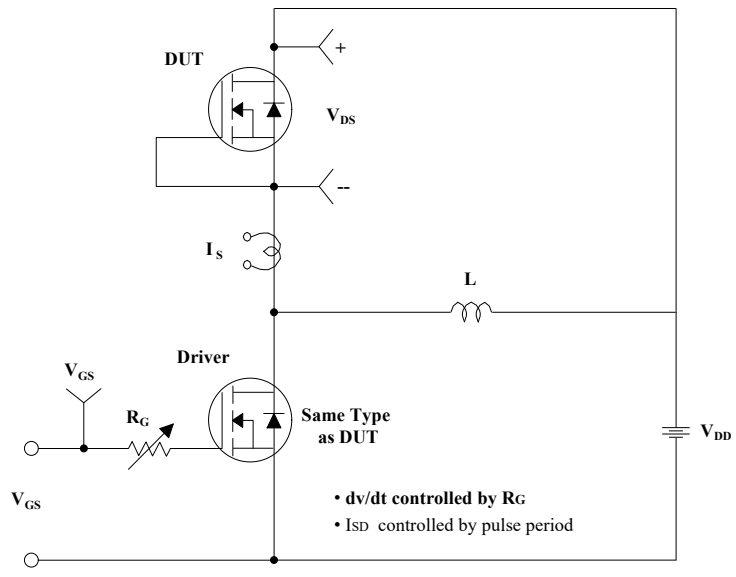 DUT
+
VDS
--
IS
L
Driver
VGS
RG
Same Type
as DUT
VDD
VGS
• dv/dt controlled by RG
• ISD controlled by pulse period